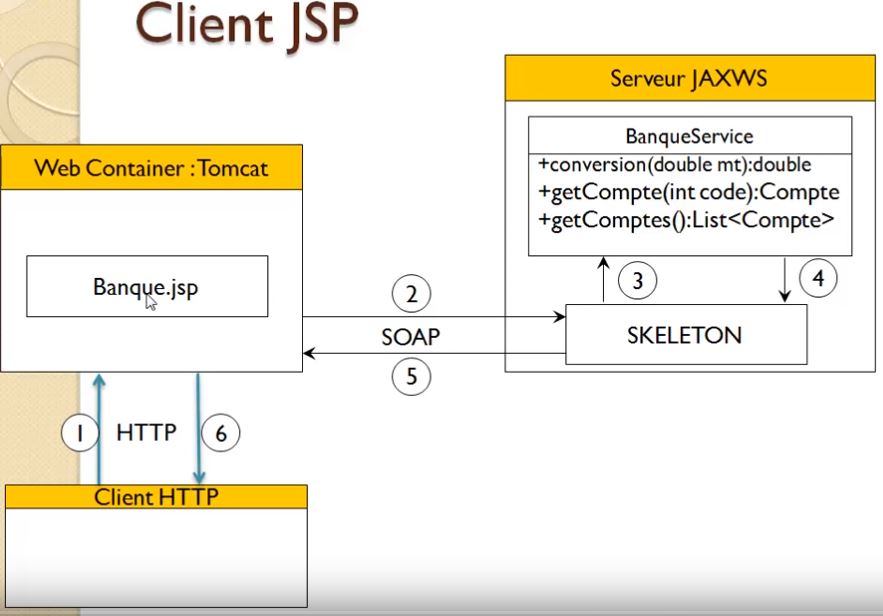 Client JSP
Serveur JAXWS
BanqueService
+conversion(double mt):double
+getCompte(int code):Compte
+getComptes():List<Compte>
Web Container : Tomcat
Banque.jsp
2
3
4
SOAP
SKELETON
5
1
HTTP
6
Client HTTP